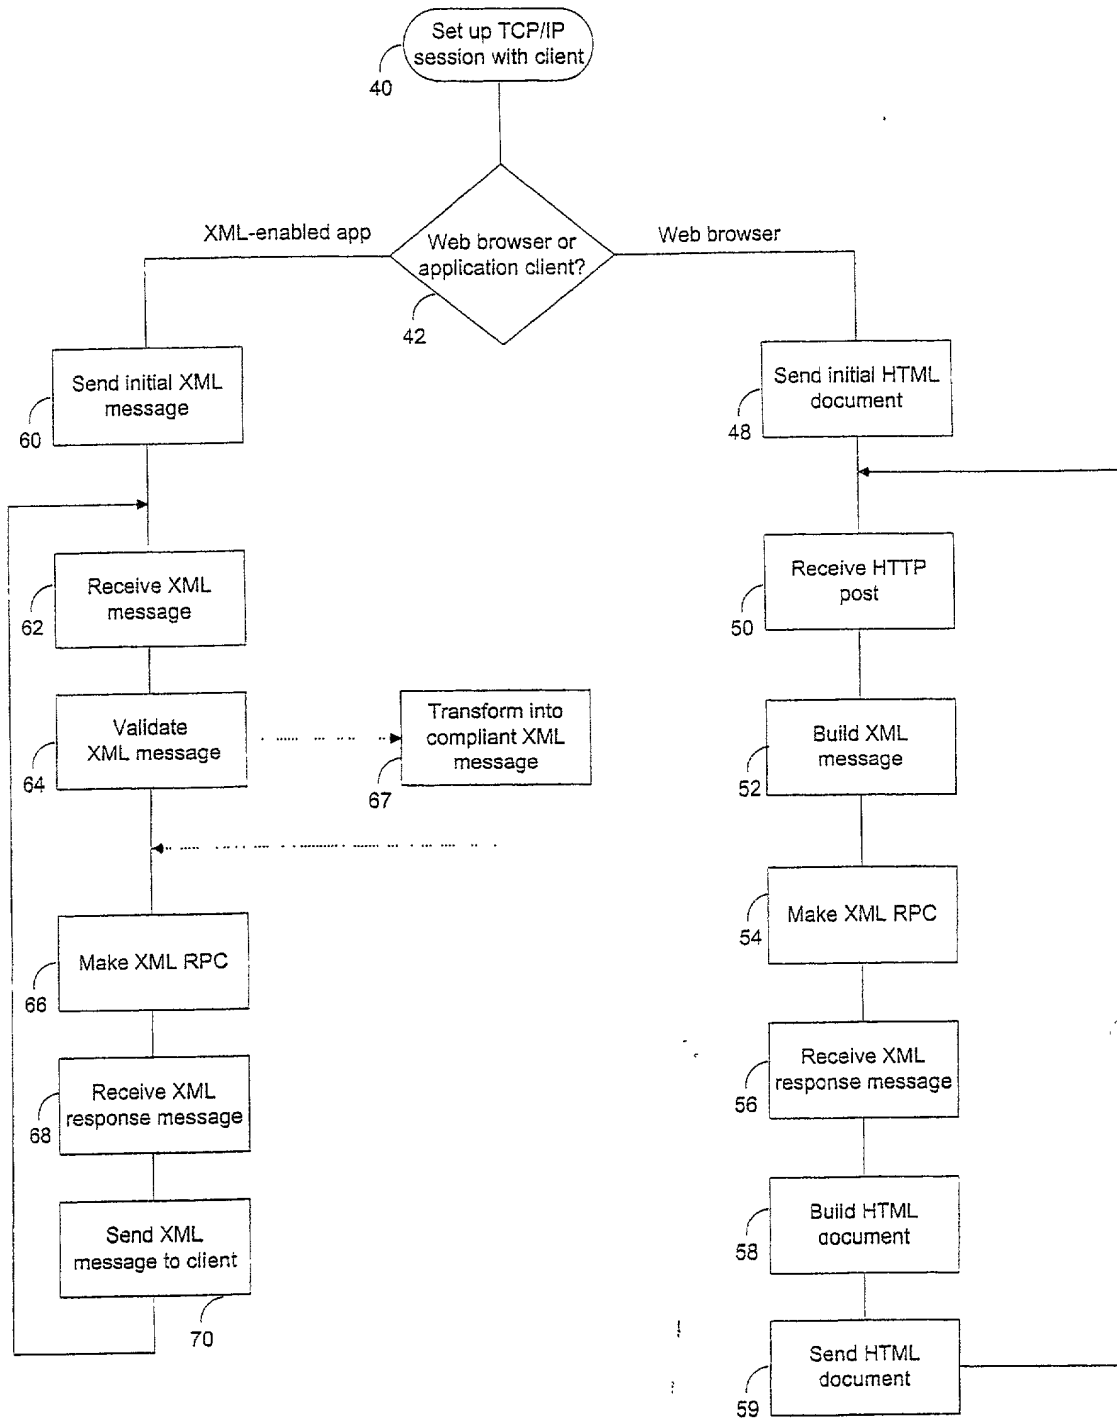 Set up TCP/IP
session with client
40
XML-enabled app
Web browser or
application client?
Web browser
42
Send initial XML
message
60
Send initial HTML
document
48
Receive XML
message
62
Receive HTTP
post
50
Validate
XML message
64
Transform into
compliant XML
message
67
Build XML
message
52
Make XML RPC
66
Make XML RPC
54
Receive XML
response message
68
Receive XML
response message
56
Send XML
message to client
70
Build HTML
document
58
Send HTML
document
59